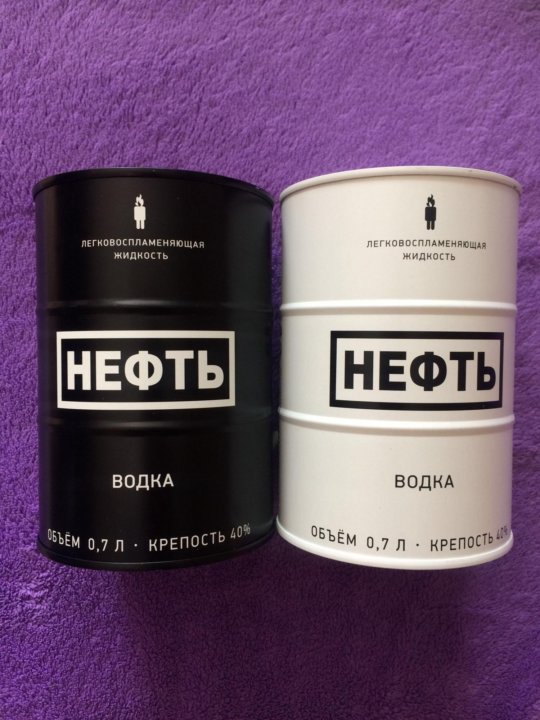 ЛЕГКОВОСПЛАМЕНЯЮЩАЯ
ЖИДКОСТЬ
НЕФТЬ
ВОДКА
ОБЪЁМ 0,7 Л · КРЕПОСТЬ 40%
ЛЕГКОВОСПЛАМЕНЯЮЩАЯ
ЖИДКОСТЬ
НЕФТЬ
ВОДКА
ОБЪЁМ 0,7 Л · КРЕПОСТЬ 40%